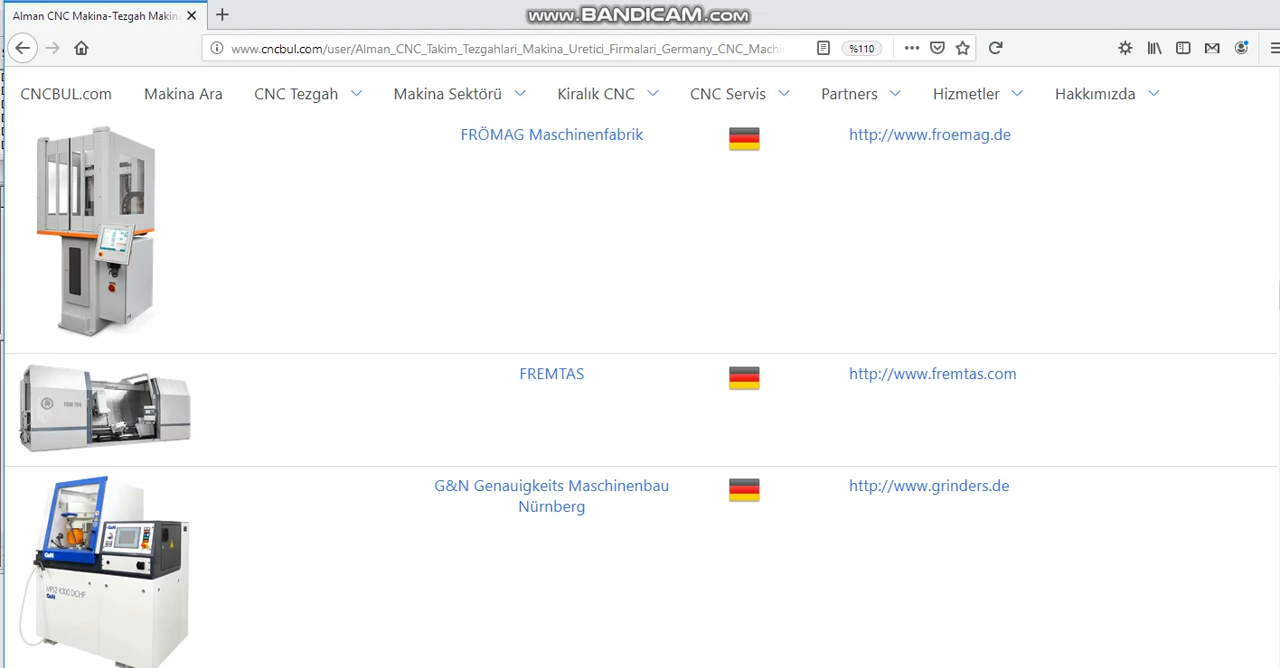 Alman CNC Makina-Tezgah Makin
www.BANDICAM.com
www.cncbul.com/user/Alman_CNC_Takim_Tezgahlari_Makina_Uretici_Firmalari_Germany_CNC_Mach
%110
CNCBUL.com
Makina Ara
CNC Tezgah
Makina Sektörü
Kiralık CNC
CNC Servis
Partners
Hizmetler
Hakkımızda
FRÖMAG Maschinenfabrik
http://www.froemag.de
FREMTAS
http://www.fremtas.com
G&N Genauigkeits Maschinenbau
Nürnberg
http://www.grinders.de
G&N
G&N
G&N